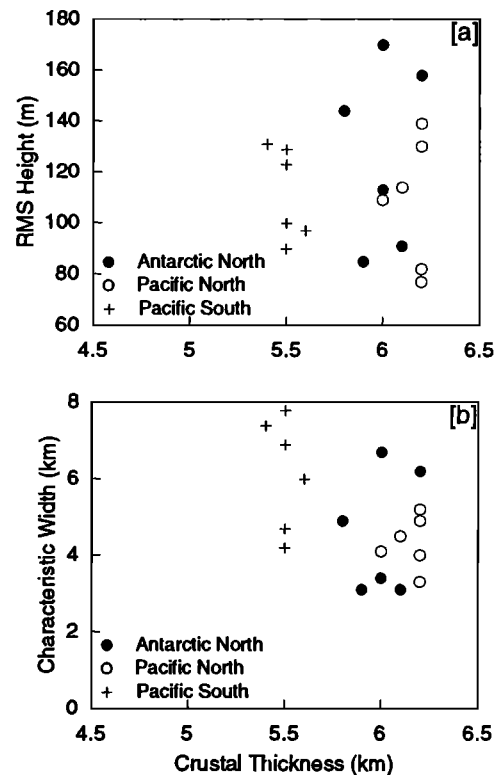 [a]
180
160
140
120
100
80
60
RMS Height (m)
Antarctic North
Pacific North
Pacific South
4.5 5 5.5 6 6.5
[b]
8
6
4
2
0
Characteristic Width (km)
Antarctic North
Pacific North
Pacific South
4.5 5 5.5 6 6.5
Crustal Thickness (km)